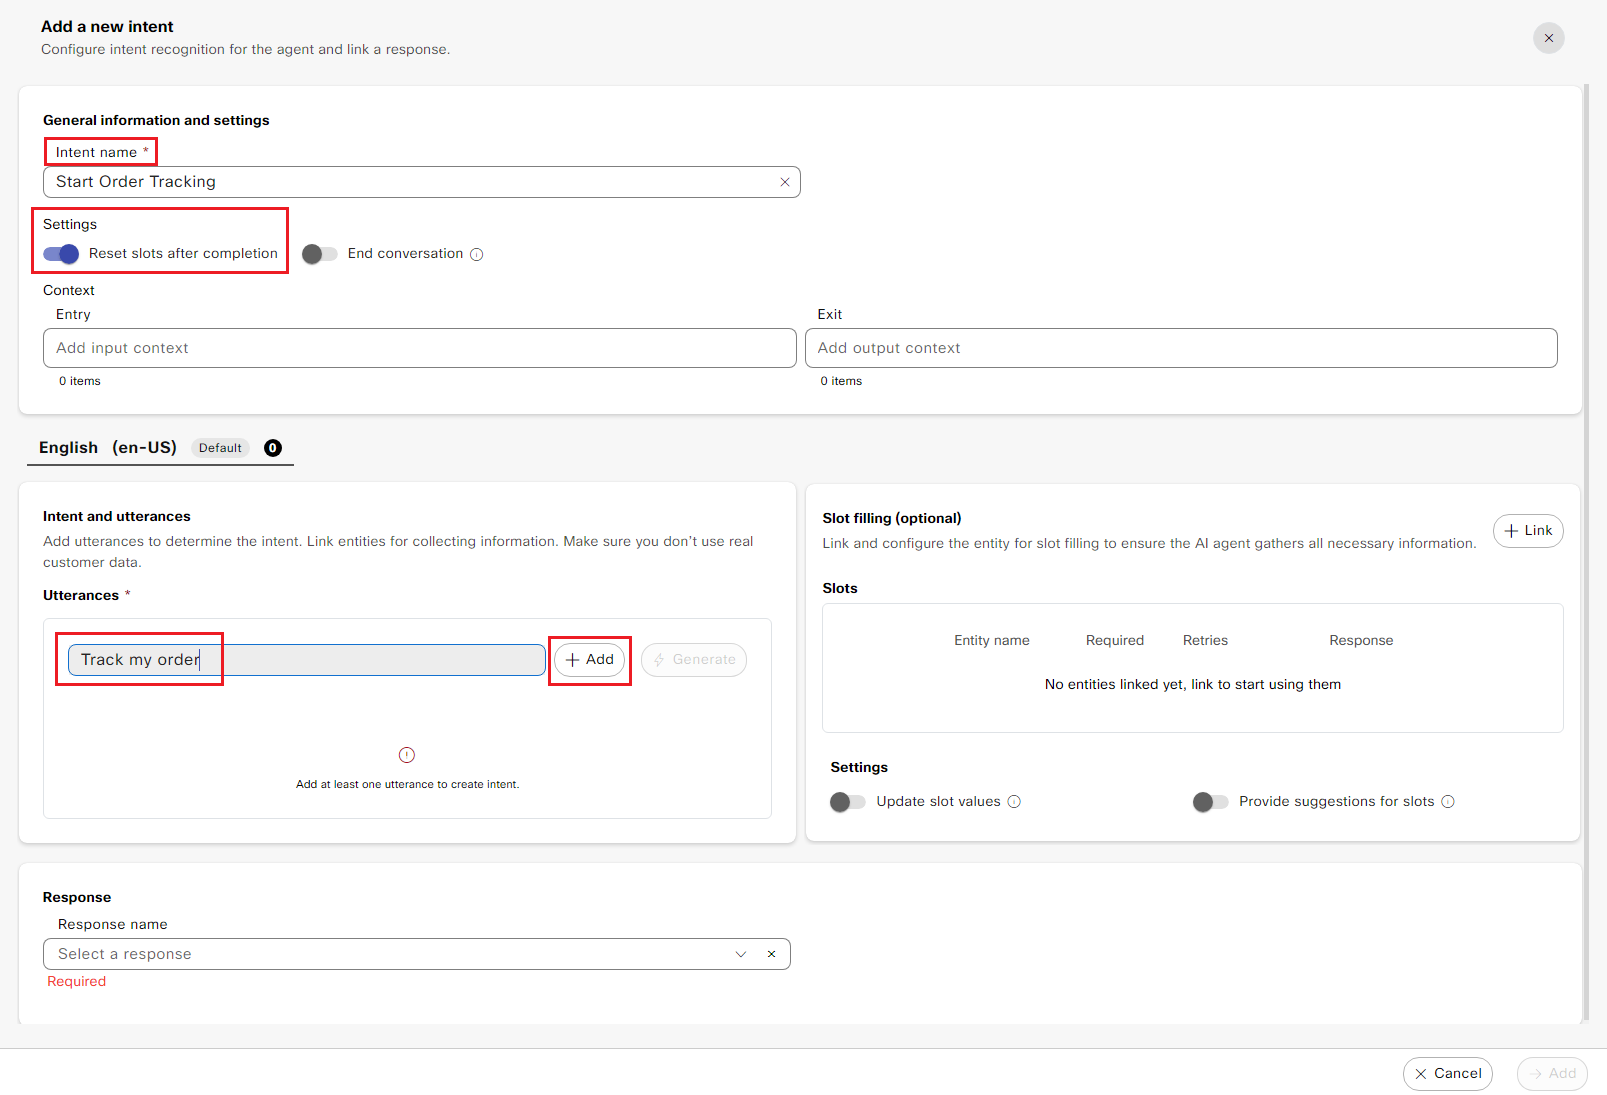 Add a new intent
Configure intent recognition for the agent and link a response.
General information and settings
Intent name *
Start Order Tracking
Settings
Reset slots after completion
End conversation
Context
Entry
Exit
Add input context
Add output context
0 items
0 items
English (en-US) Default 0
Intent and utterances
Add utterances to determine the intent. Link entities for collecting information. Make sure you don't use real
customer data.
Utterances *
Track my order
Add
Generate
Add at least one utterance to create intent.
Slot filling (optional)
Link and configure the entity for slot filling to ensure the AI agent gathers all necessary information.
Link
Slots
Entity name Required Retries Response
No entities linked yet, link to start using them
Settings
Update slot values
Provide suggestions for slots
Response
Response name
Select a response
Required
Cancel
Add